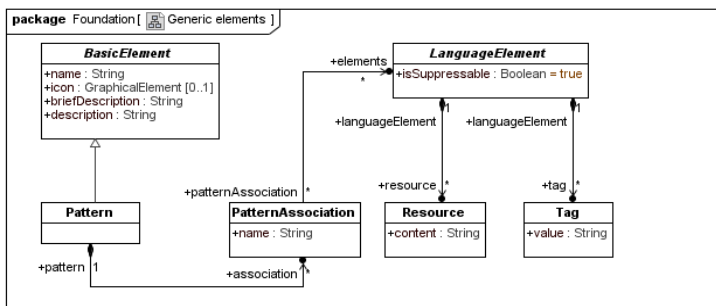 package Foundation [ Generic elements ]
BasicElement
+name : String
+icon : GraphicalElement [0..1]
+briefDescription : String
+description : String
+elements
*
LanguageElement
+isSuppressable : Boolean = true
1
1
+languageElement
+languageElement
+patternAssociation
*
+resource
*
+tag
*
Pattern
PatternAssociation
+name : String
Resource
+content : String
Tag
+value : String
+pattern
1
+association
*